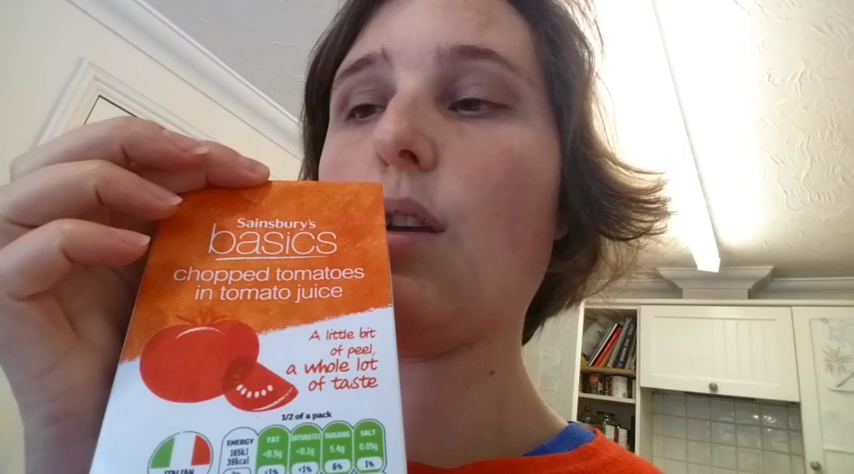 Sainsbury's
basics
chopped tomatoes
in tomato juice
A little bit
of peel,
a whole lot
of taste
1/2 of a pack
ENERGY FAT SATURATES SUGARS SALT
165kJ <0.5g <0.1g 5.4g 0.05g
39kcal
<1% <1% 6% 1%
ITALIAN